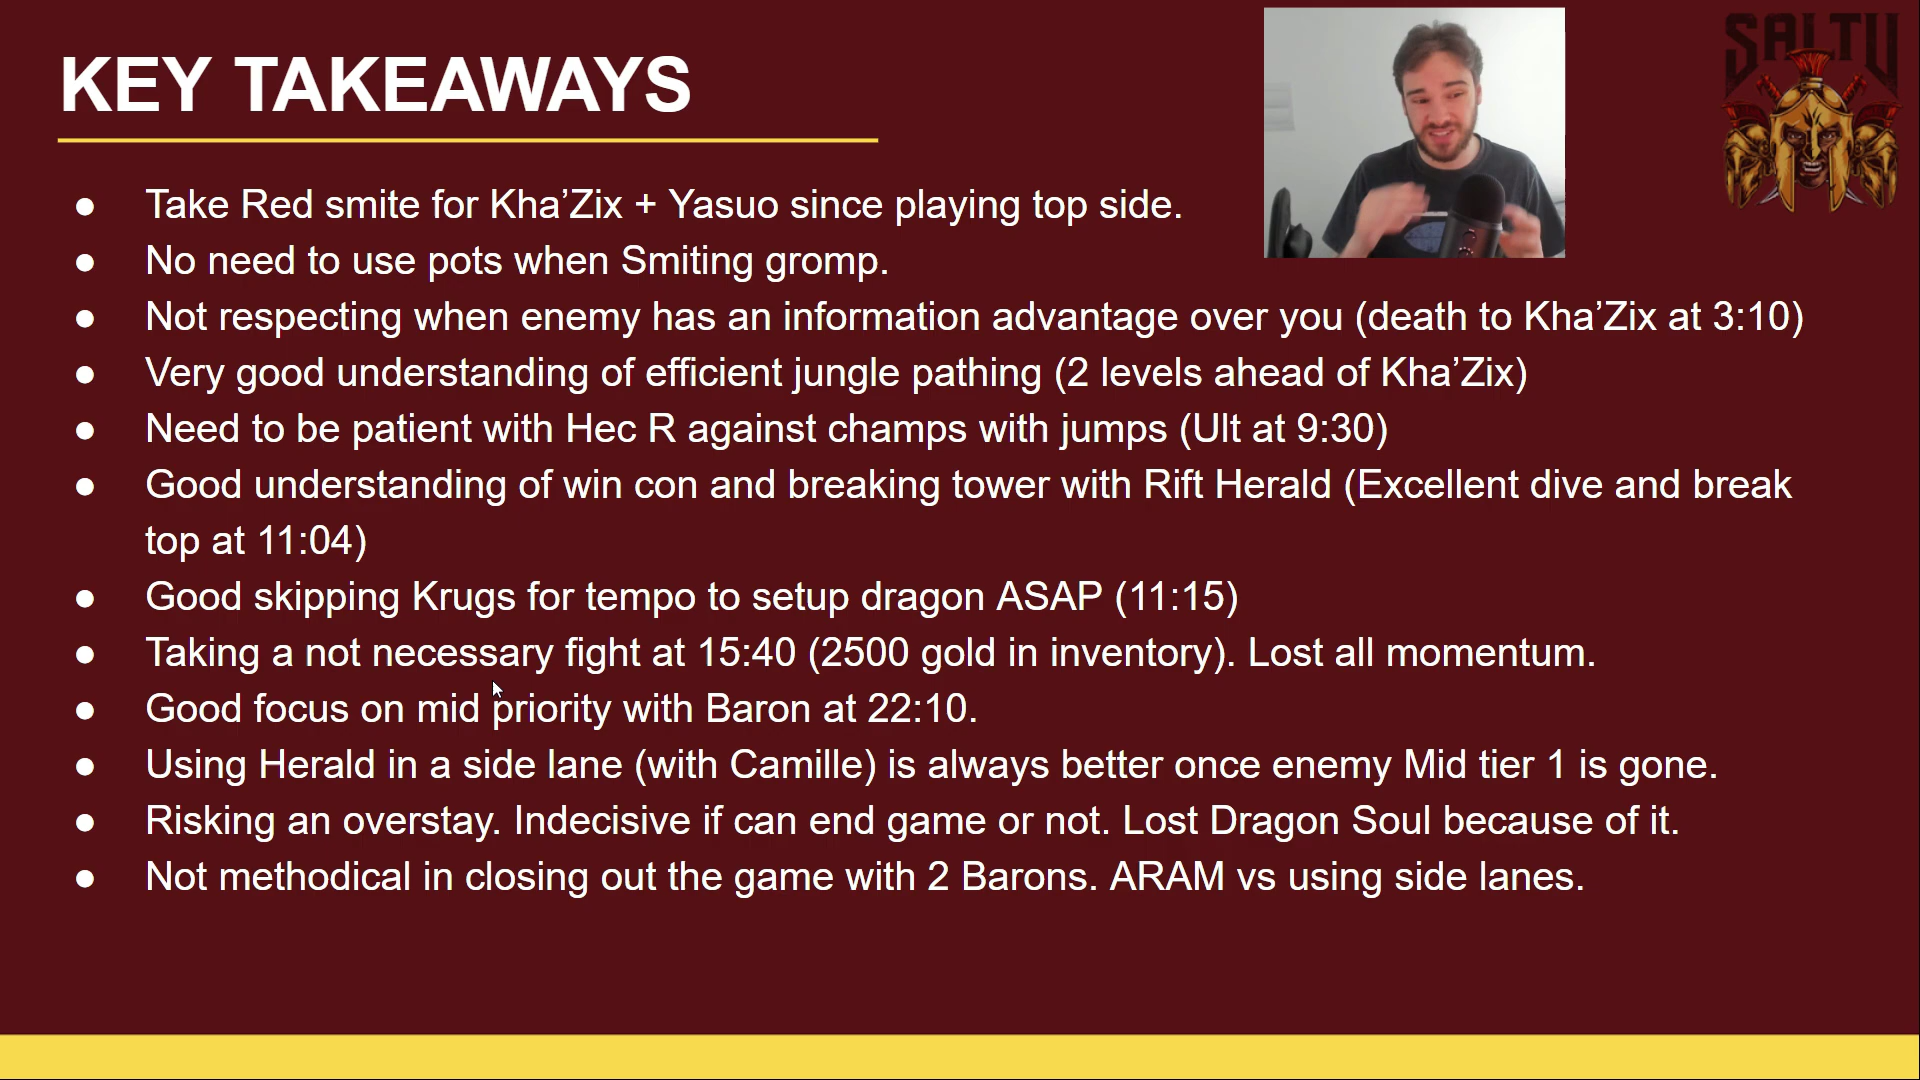 KEY TAKEAWAYS
SALTU
● Take Red smite for Kha’Zix + Yasuo since playing top side.
● No need to use pots when Smiting gromp.
● Not respecting when enemy has an information advantage over you (death to Kha’Zix at 3:10)
● Very good understanding of efficient jungle pathing (2 levels ahead of Kha’Zix)
● Need to be patient with Hec R against champs with jumps (Ult at 9:30)
● Good understanding of win con and breaking tower with Rift Herald (Excellent dive and break
top at 11:04)
● Good skipping Krugs for tempo to setup dragon ASAP (11:15)
● Taking a not necessary fight at 15:40 (2500 gold in inventory). Lost all momentum.
● Good focus on mid priority with Baron at 22:10.
● Using Herald in a side lane (with Camille) is always better once enemy Mid tier 1 is gone.
● Risking an overstay. Indecisive if can end game or not. Lost Dragon Soul because of it.
● Not methodical in closing out the game with 2 Barons. ARAM vs using side lanes.